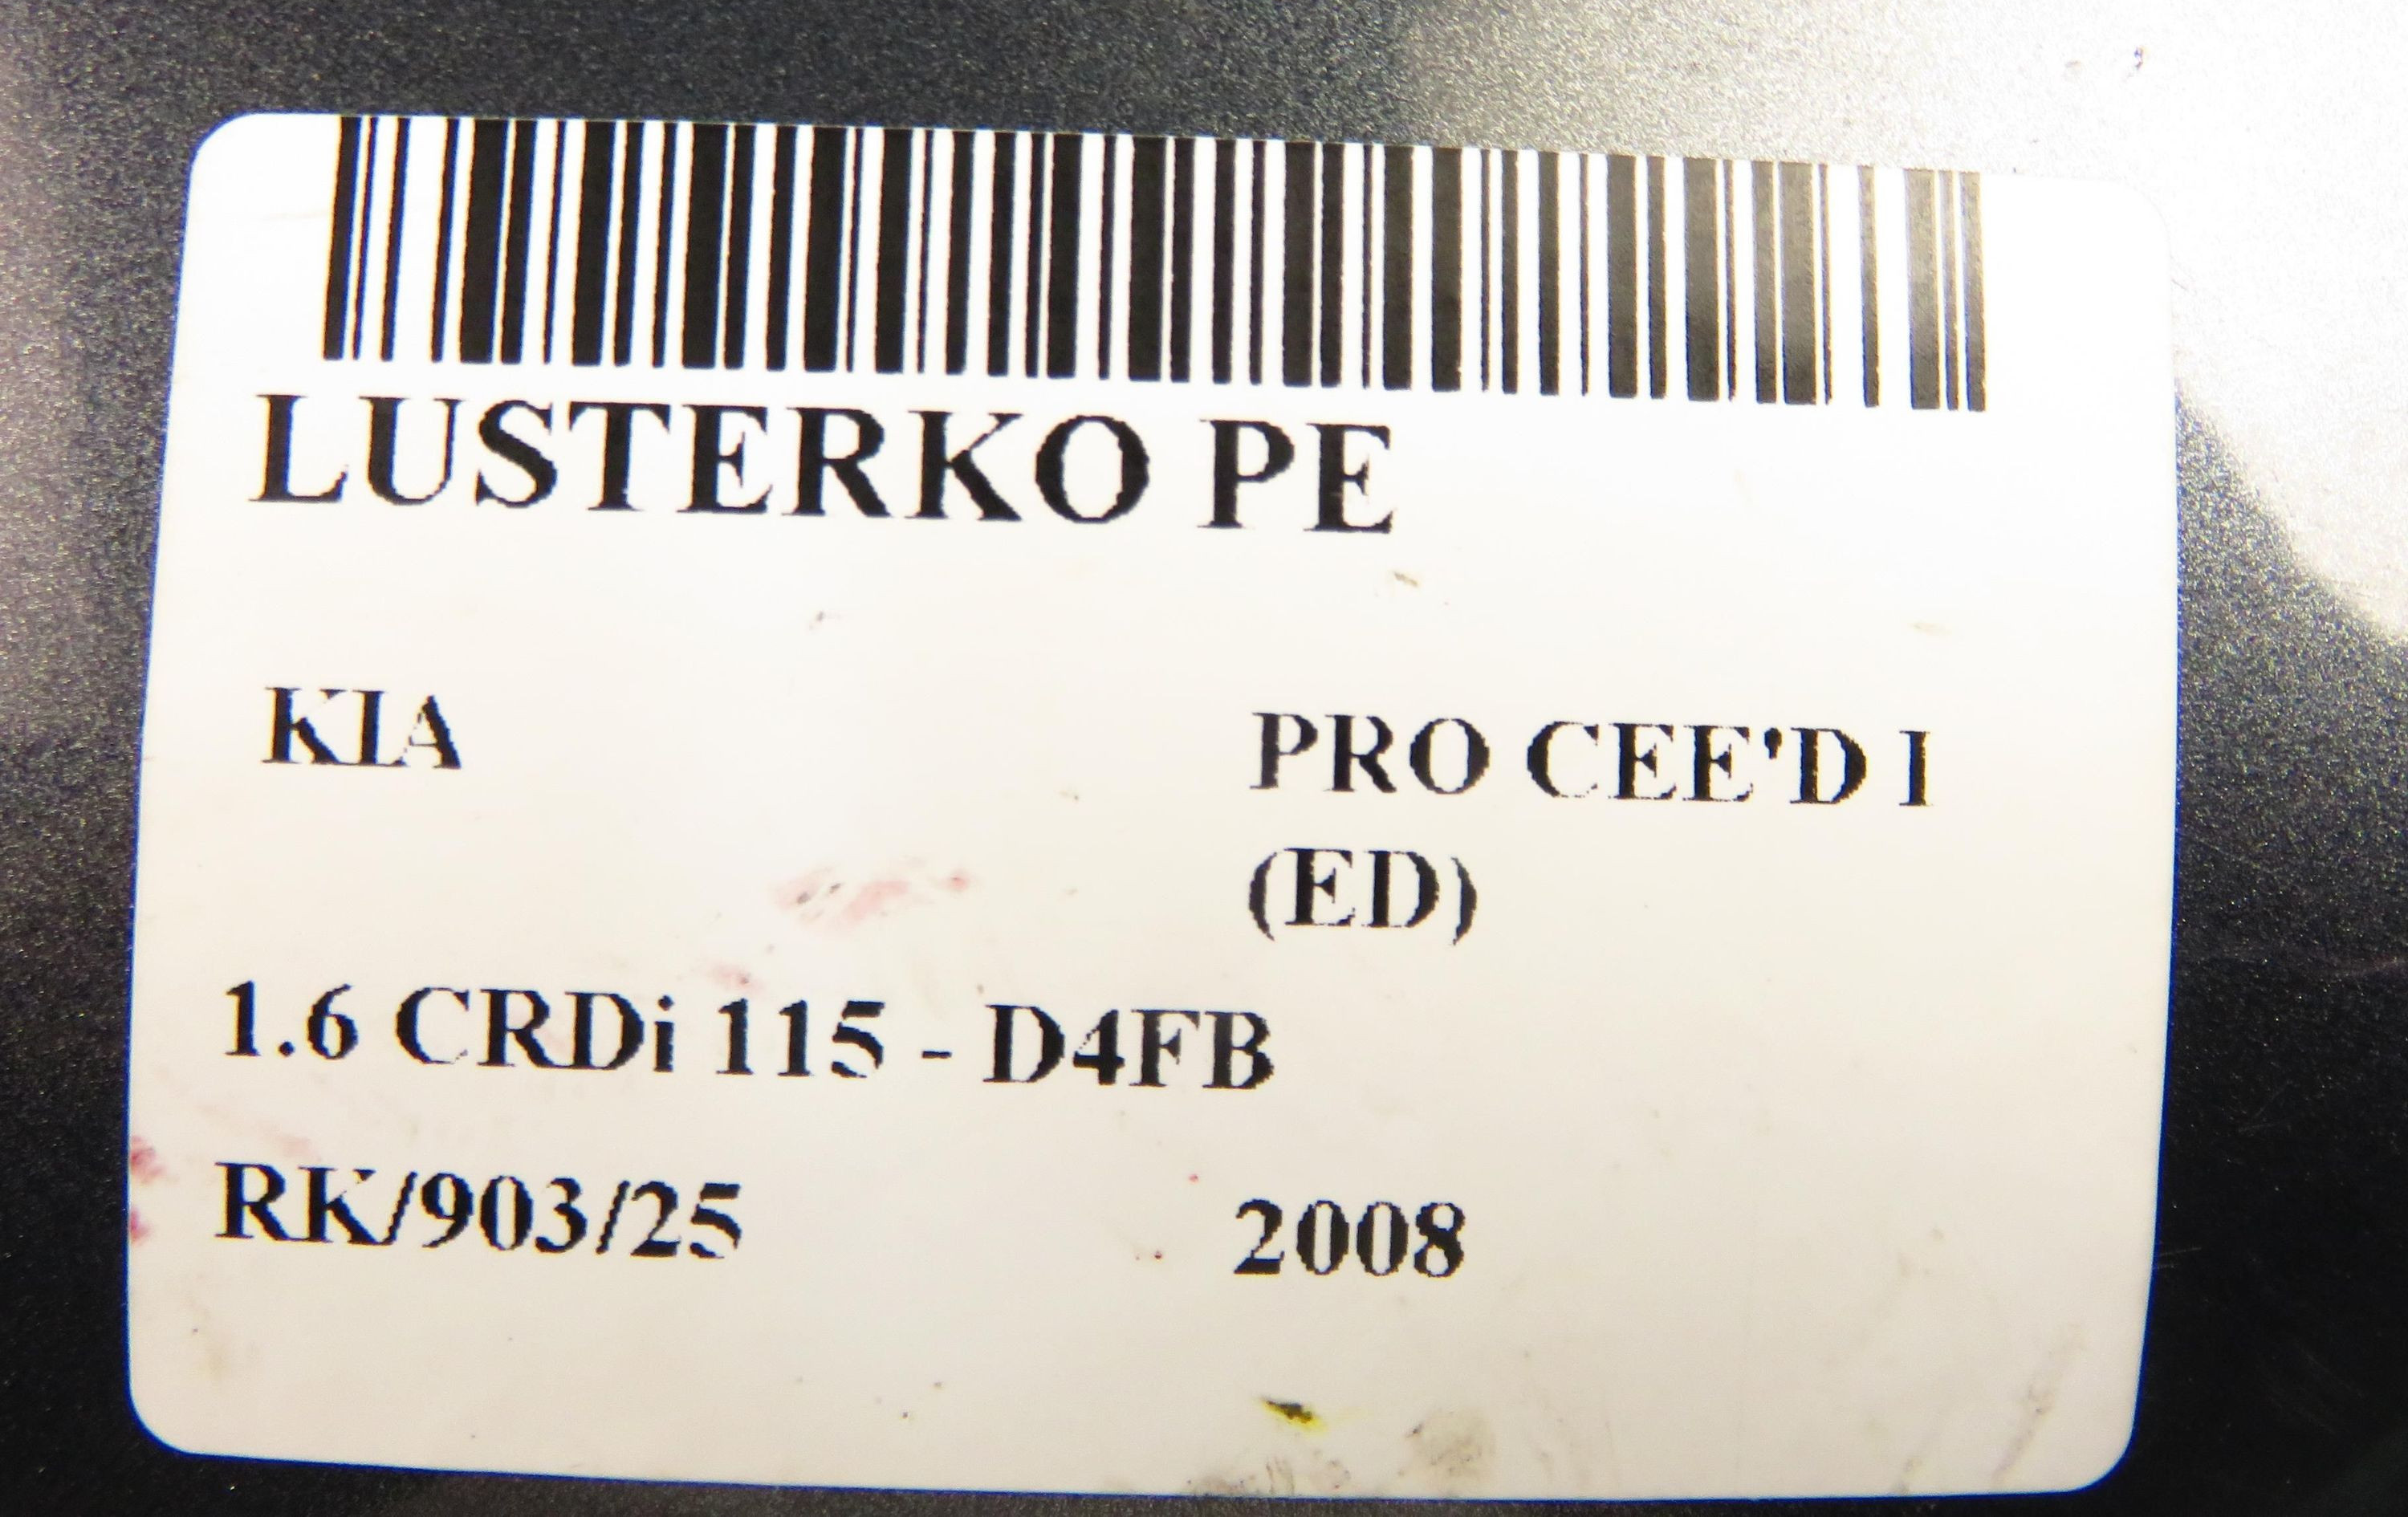 LUSTERKO PE
KIA
PRO CEE'D I
(ED)
1.6 CRDi 115 - D4FB
RK/903/25
2008